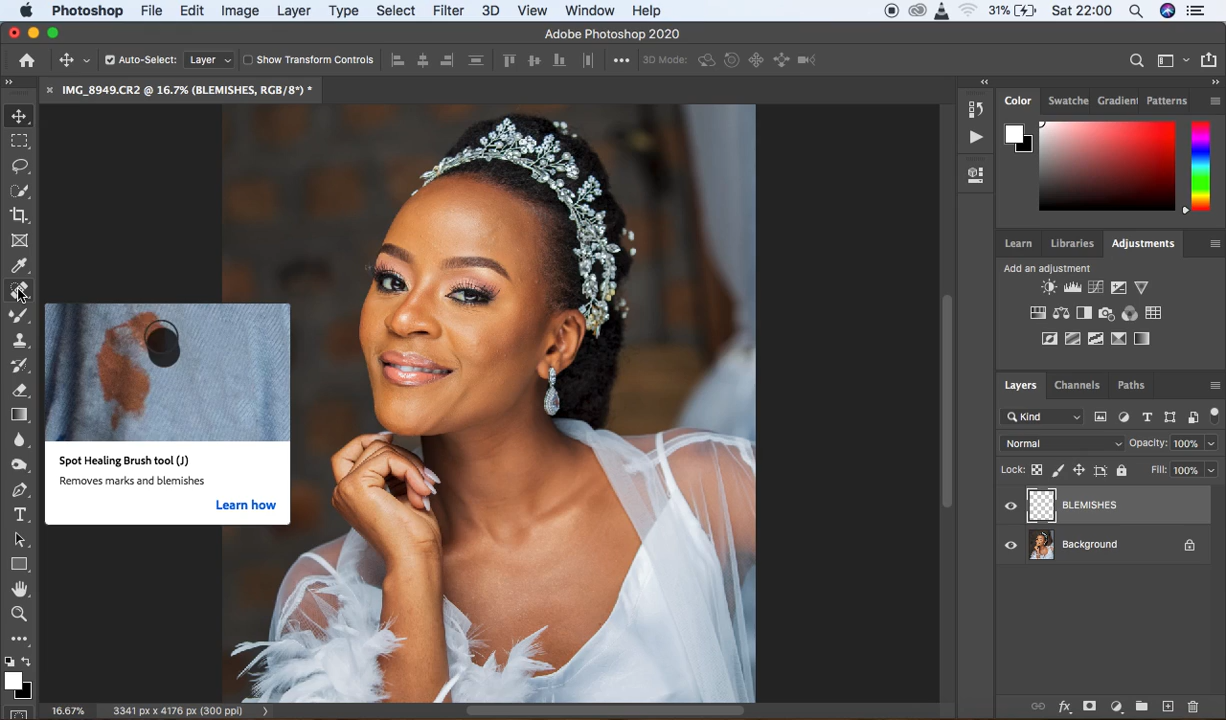 Photoshop File Edit Image Layer Type Select Filter 3D View Window Help 31% Sat 22:00
Adobe Photoshop 2020
Auto-Select: Layer Show Transform Controls 3D Mode:
IMG_8949.CR2 @ 16.7% (BLEMISHES, RGB/8*) *
Color Swatche Gradien Patterns
Learn Libraries Adjustments
Add an adjustment
Spot Healing Brush tool (J)
Removes marks and blemishes
Learn how
Layers Channels Paths
Kind
Normal Opacity: 100%
Lock: Fill: 100%
BLEMISHES
Background
16.67% 3341 px x 4176 px (300 ppi)